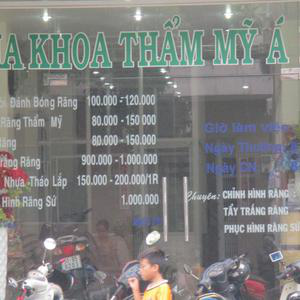 KHOA THẨM MỸ Á
Đánh Bóng Răng 100.000 - 120.000
Răng Thẩm Mỹ 80.000 - 150.000
80.000 - 150.000
Răng 900.000 - 1.000.000
Nhựa Tháo Lắp 150.000 - 200.000/1R
Hình Răng Sứ 1.000.000
Giờ làm việc
Ngày Thường
Ngày CN
Chuyên: CHỈNH HÌNH RĂNG
TẨY TRẮNG RĂNG
PHỤC HÌNH RĂNG SỨ